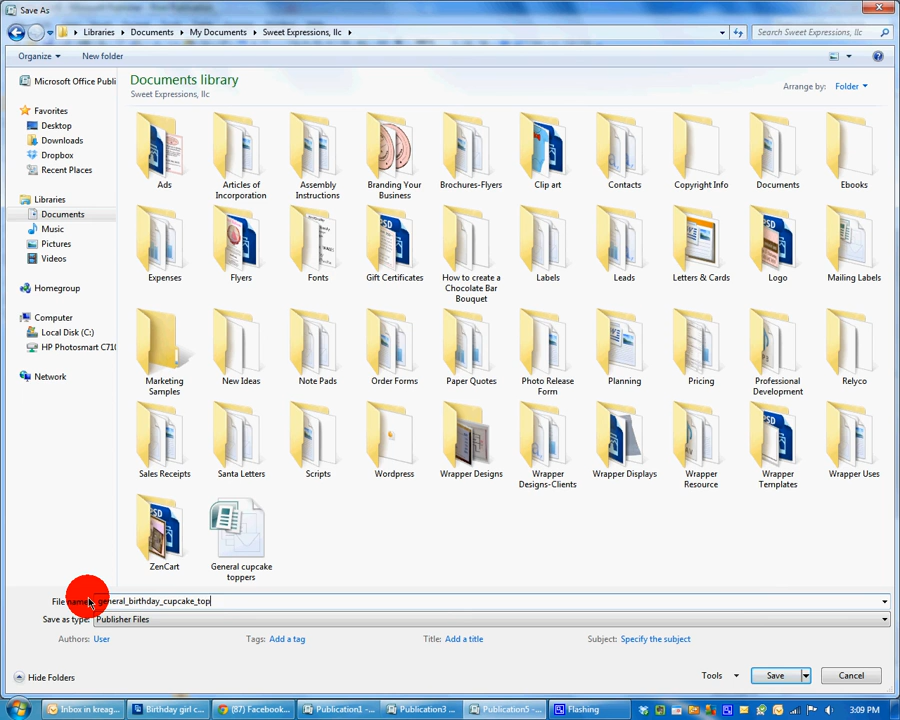 Save As
Libraries ▸ Documents ▸ My Documents ▸ Sweet Expressions, llc ▸
Search Sweet Expressions, llc
Organize
New folder
Microsoft Office Publi
Favorites
Desktop
Downloads
Dropbox
Recent Places
Libraries
Documents
Music
Pictures
Videos
Homegroup
Computer
Local Disk (C:)
HP Photosmart C710
Network
Documents library
Sweet Expressions, llc
Arrange by: Folder
Ads
Articles of
Incorporation
Assembly
Instructions
Branding Your
Business
Brochures-Flyers
Clip art
Contacts
Copyright Info
Documents
Ebooks
Expenses
Flyers
Fonts
Gift Certificates
How to create a
Chocolate Bar
Bouquet
Labels
Leads
Letters & Cards
Logo
Mailing Labels
Marketing
Samples
New Ideas
Note Pads
Order Forms
Paper Quotes
Photo Release
Form
Planning
Pricing
Professional
Development
Relyco
Sales Receipts
Santa Letters
Scripts
Wordpress
Wrapper Designs
Wrapper
Designs-Clients
Wrapper Displays
Wrapper
Resource
Wrapper
Templates
Wrapper Uses
ZenCart
General cupcake
toppers
File name: general_birthday_cupcake_top
Save as type: Publisher Files
Authors: User
Tags: Add a tag
Title: Add a title
Subject: Specify the subject
Hide Folders
Tools
Save
Cancel
Inbox in kreag...
Birthday girl c...
(87) Facebook...
Publication1 -...
Publication3 ...
Publication5 -...
Flashing
3:09 PM